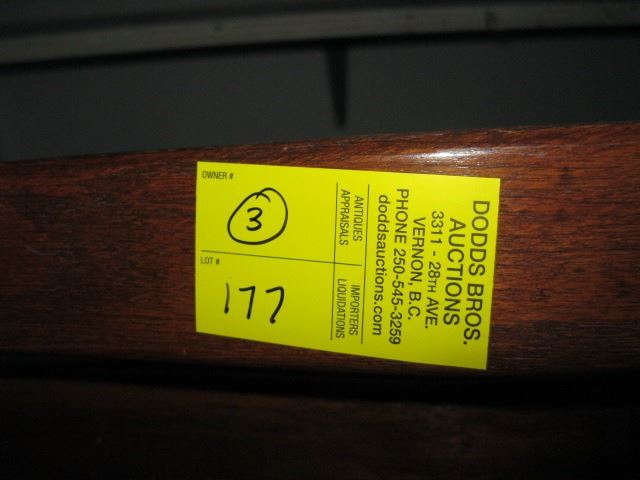 DODDS BROS.
AUCTIONS
3311 - 28TH AVE.
VERNON, B.C.
PHONE 250-545-3259
doddsauctions.com
ANTIQUES
APPRAISALS
IMPORTERS
LIQUIDATIONS
OWNER #
3
LOT #
177